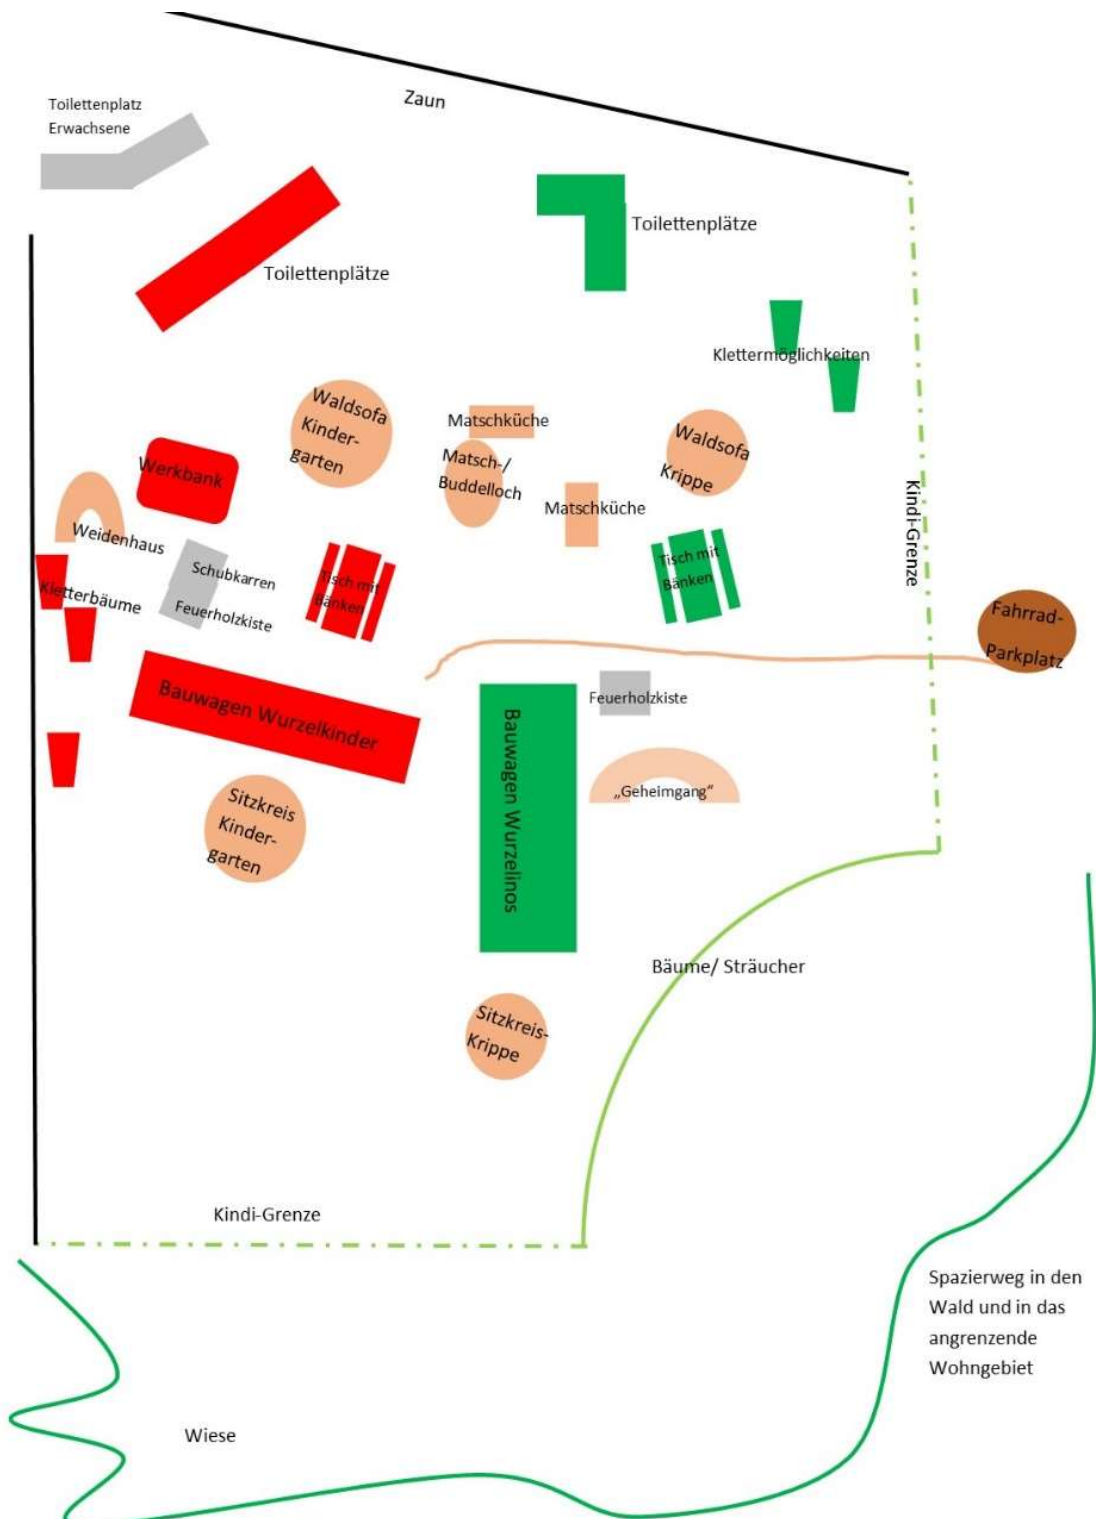 Zaun
Toilettenplatz
Erwachsene
Toilettenplätze
Toilettenplätze
Klettermöglichkeiten
Waldsofa
Kinder-
garten
Matschküche
Matsch-/
Buddelloch
Waldsofa
Krippe
Werkbank
Matschküche
Kindi-Grenze
Weidenhaus
Schubkarren
Tisch mit
Bänken
Tisch mit
Bänken
Kletterbäume
Feuerholzkiste
Fahrrad-
Parkplatz
Bauwagen Wurzelkinder
Feuerholzkiste
Bauwagen Wurzelinos
„Geheimgang“
Sitzkreis
Kinder-
garten
Bäume/ Sträucher
Sitzkreis-
Krippe
Kindi-Grenze
Spazierweg in den
Wald und in das
angrenzende
Wohngebiet
Wiese